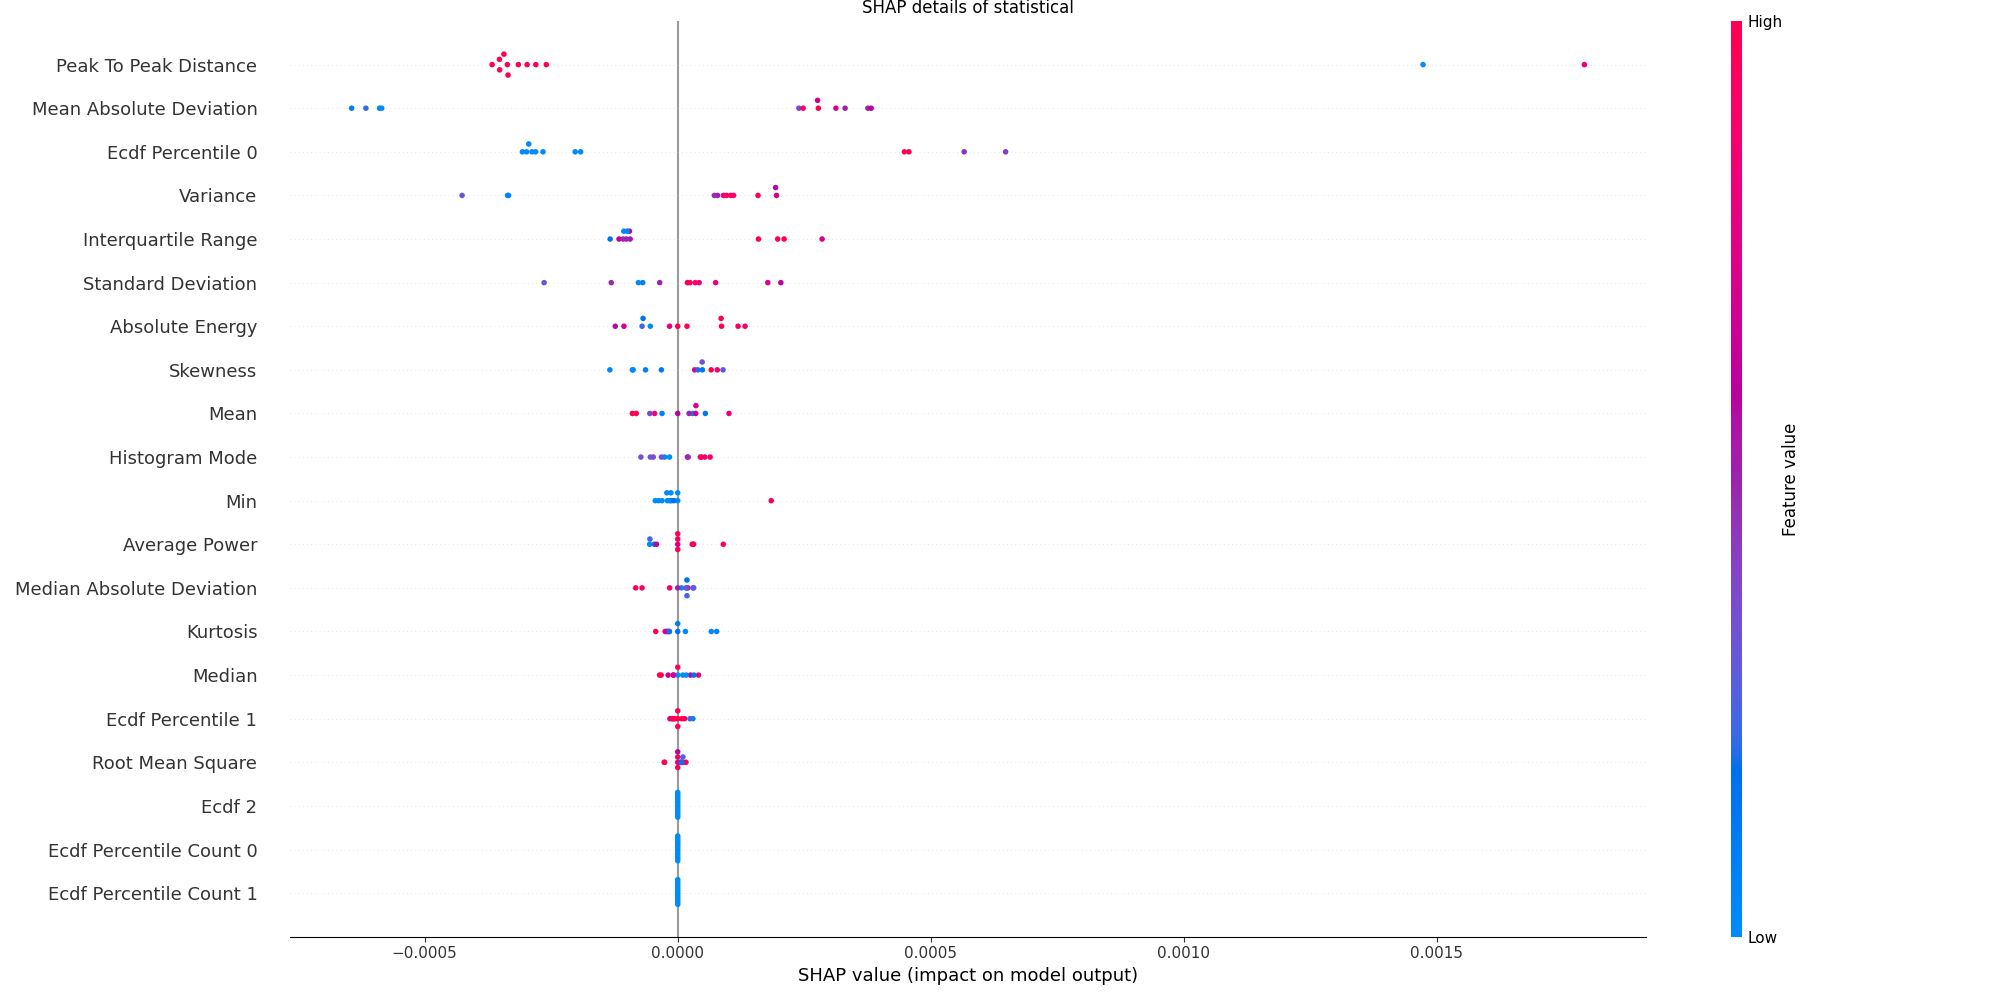 SHAP details of statistical
High
Peak To Peak Distance
Mean Absolute Deviation
Ecdf Percentile 0
Variance
Interquartile Range
Standard Deviation
Absolute Energy
Skewness
Mean
Histogram Mode
Min
Average Power
Median Absolute Deviation
Kurtosis
Median
Ecdf Percentile 1
Root Mean Square
Ecdf 2
Ecdf Percentile Count 0
Ecdf Percentile Count 1
Feature value
Low
−0.0005 0.0000 0.0005 0.0010 0.0015
SHAP value (impact on model output)